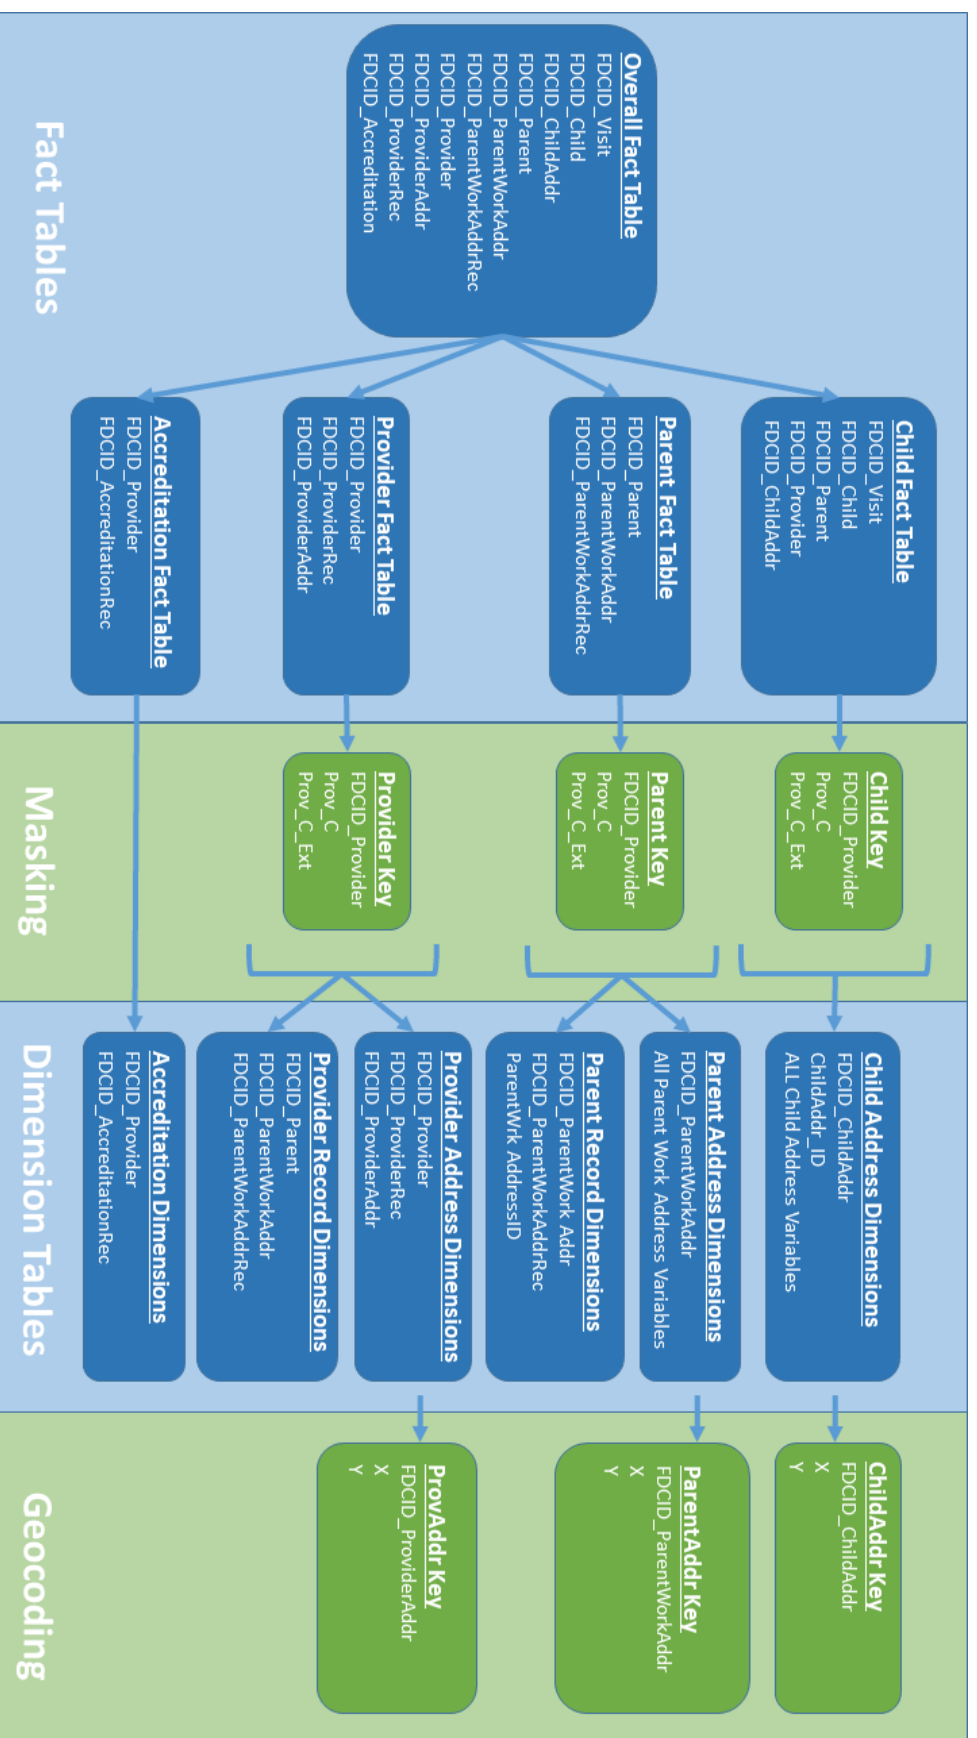 Overall Fact Table
FDCID_Visit
FDCID_Child
FDCID_ChildAddr
FDCID_Parent
FDCID_ParentWorkAddr
FDCID_ParentWorkAddrRec
FDCID_Provider
FDCID_ProviderAddr
FDCID_ProviderRec
FDCID_Accreditation
Child Fact Table
FDCID_Visit
FDCID_Child
FDCID_Parent
FDCID_Provider
FDCID_ChildAddr
Parent Fact Table
FDCID_Parent
FDCID_ParentWorkAddr
FDCID_ParentWorkAddrRec
Provider Fact Table
FDCID_Provider
FDCID_ProviderRec
FDCID_ProviderAddr
Accreditation Fact Table
FDCID_Provider
FDCID_AccreditationRec
Fact Tables
Child Key
FDCID_Provider
Prov_C
Prov_C_Ext
Parent Key
FDCID_Provider
Prov_C
Prov_C_Ext
Provider Key
FDCID_Provider
Prov_C
Prov_C_Ext
Masking
Child Address Dimensions
FDCID_ChildAddr
ChildAddr_ID
ALL Child Address Variables
Parent Address Dimensions
FDCID_ParentWorkAddr
All Parent Work Address Variables
Parent Record Dimensions
FDCID_ParentWork Addr
FDCID_ParentWorkAddrRec
ParentWrk AddressID
Provider Address Dimensions
FDCID_Provider
FDCID_ProviderRec
FDCID_ProviderAddr
Provider Record Dimensions
FDCID_Parent
FDCID_ParentWorkAddr
FDCID_ParentWorkAddrRec
Accreditation Dimensions
FDCID_Provider
FDCID_AccreditationRec
Dimension Tables
ChildAddr Key
FDCID_ChildAddr
X
Y
ParentAddr Key
FDCID_ParentWorkAddr
X
Y
ProvAddr Key
FDCID_ProviderAddr
X
Y
Geocoding